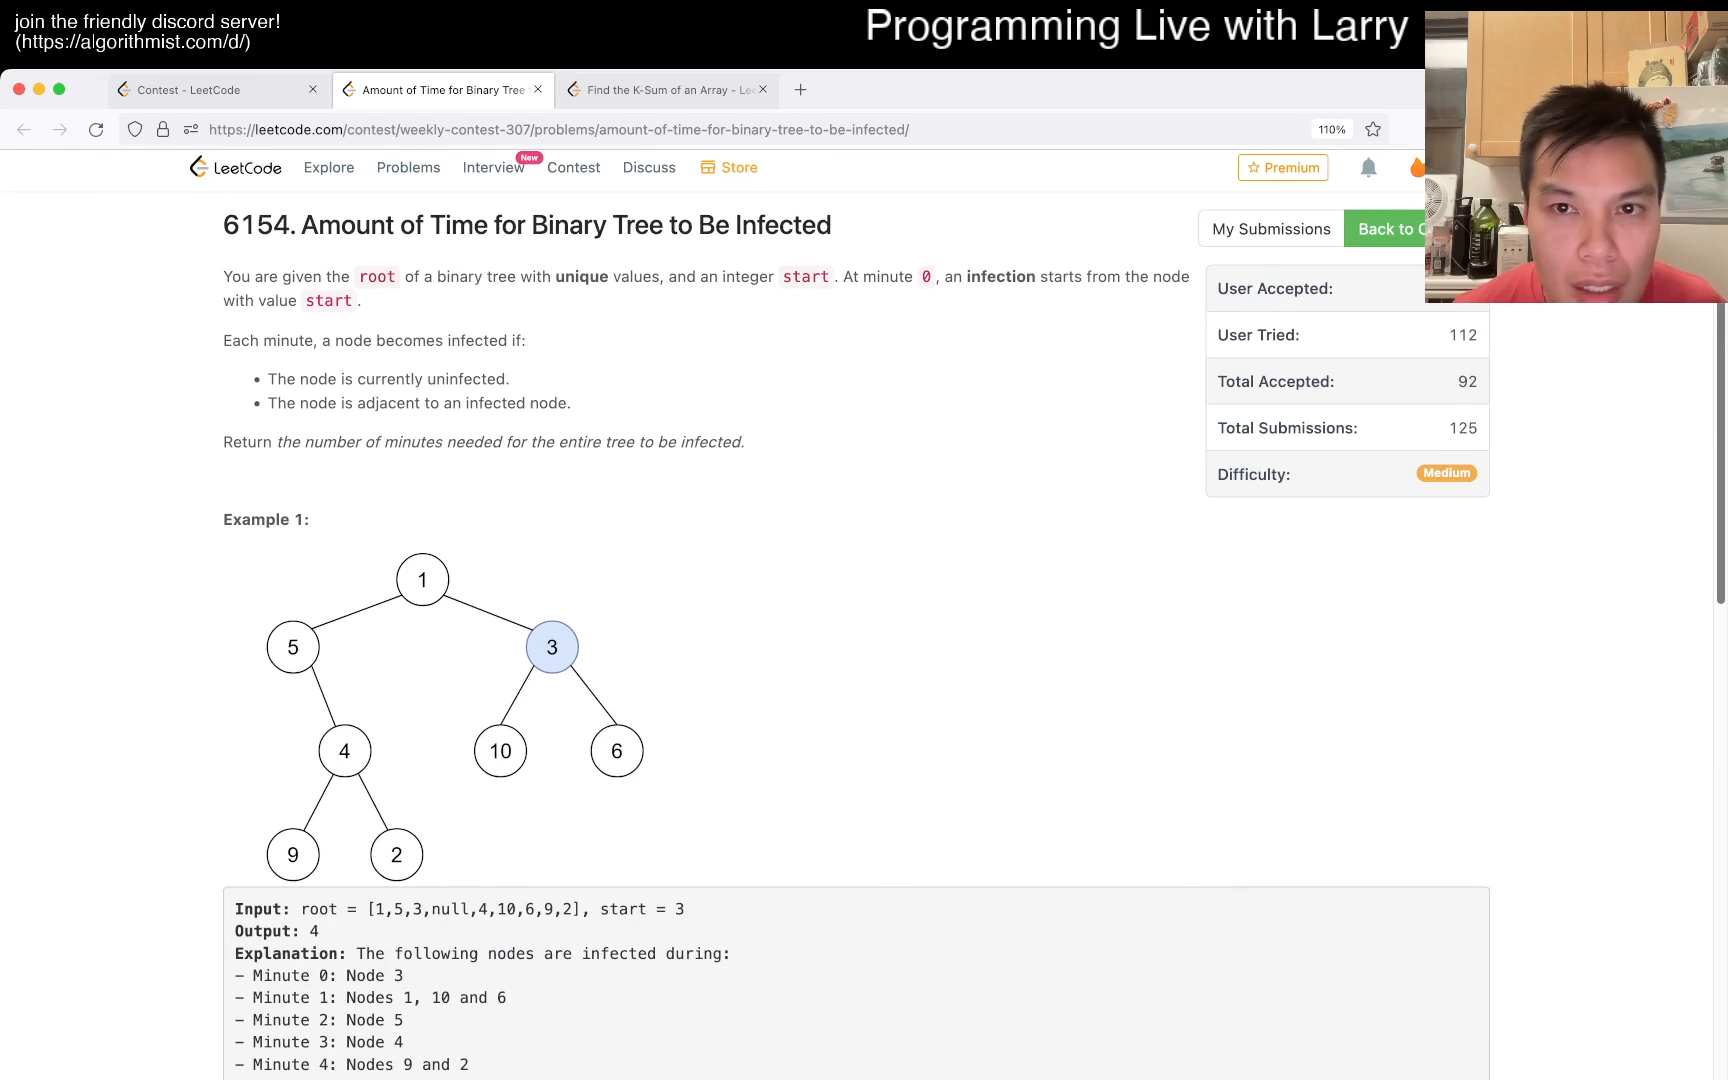 join the friendly discord server!
(https://algorithmist.com/d/)
Programming Live with Larry
Contest - LeetCode
Amount of Time for Binary Tree
Find the K-Sum of an Array - Le
https://leetcode.com/contest/weekly-contest-307/problems/amount-of-time-for-binary-tree-to-be-infected/
110%
LeetCode
Explore
Problems
Interview
New
Contest
Discuss
Store
Premium
6154. Amount of Time for Binary Tree to Be Infected
My Submissions
Back to C
You are given the root of a binary tree with unique values, and an integer start. At minute 0, an infection starts from the node
with value start.
Each minute, a node becomes infected if:
• The node is currently uninfected.
• The node is adjacent to an infected node.
Return the number of minutes needed for the entire tree to be infected.
User Accepted:
User Tried: 112
Total Accepted: 92
Total Submissions: 125
Difficulty: Medium
Example 1:
1
5
3
4
10
6
9
2
Input: root = [1,5,3,null,4,10,6,9,2], start = 3
Output: 4
Explanation: The following nodes are infected during:
- Minute 0: Node 3
- Minute 1: Nodes 1, 10 and 6
- Minute 2: Node 5
- Minute 3: Node 4
- Minute 4: Nodes 9 and 2